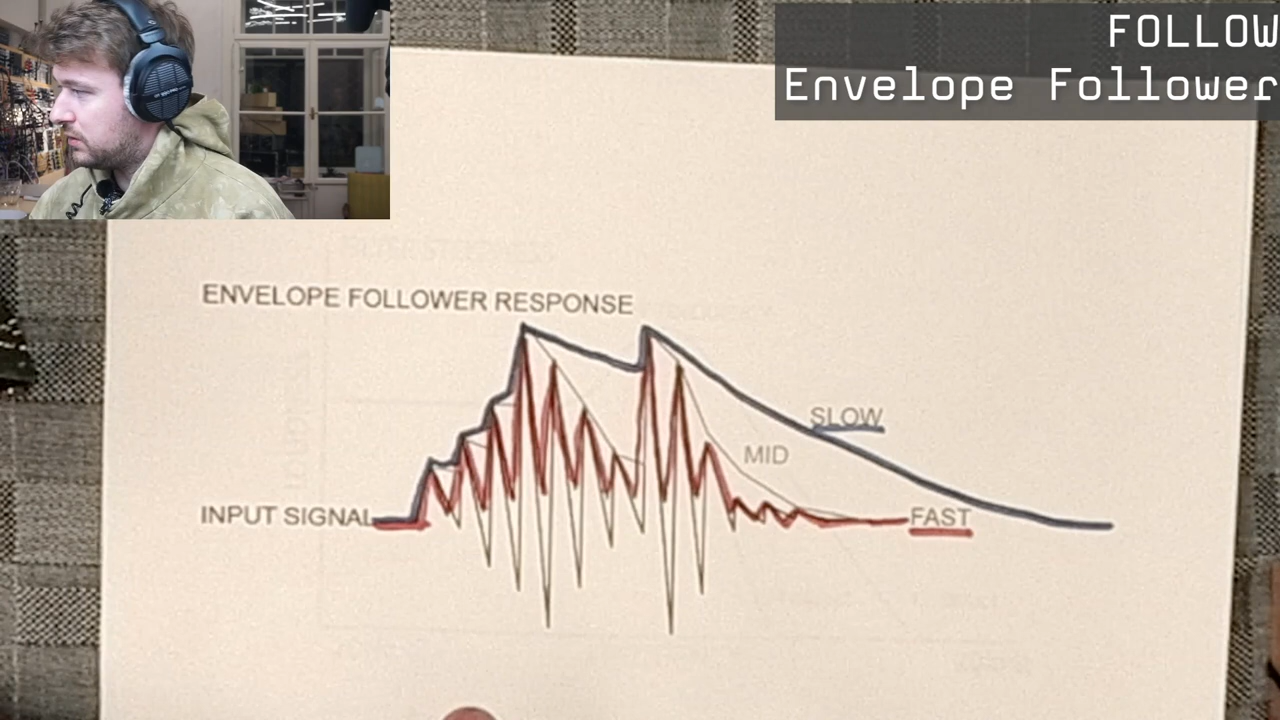 FOLLOW
Envelope Follower
ENVELOPE FOLLOWER RESPONSE
SLOW
MID
INPUT SIGNAL
FAST